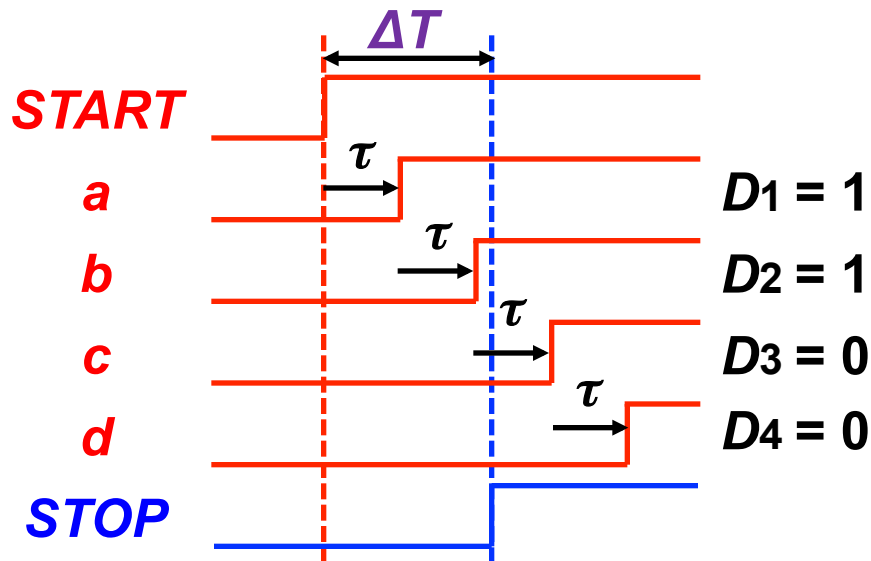 ΔT
START
τ
a
D1 = 1
τ
b
D2 = 1
τ
c
D3 = 0
τ
d
D4 = 0
STOP